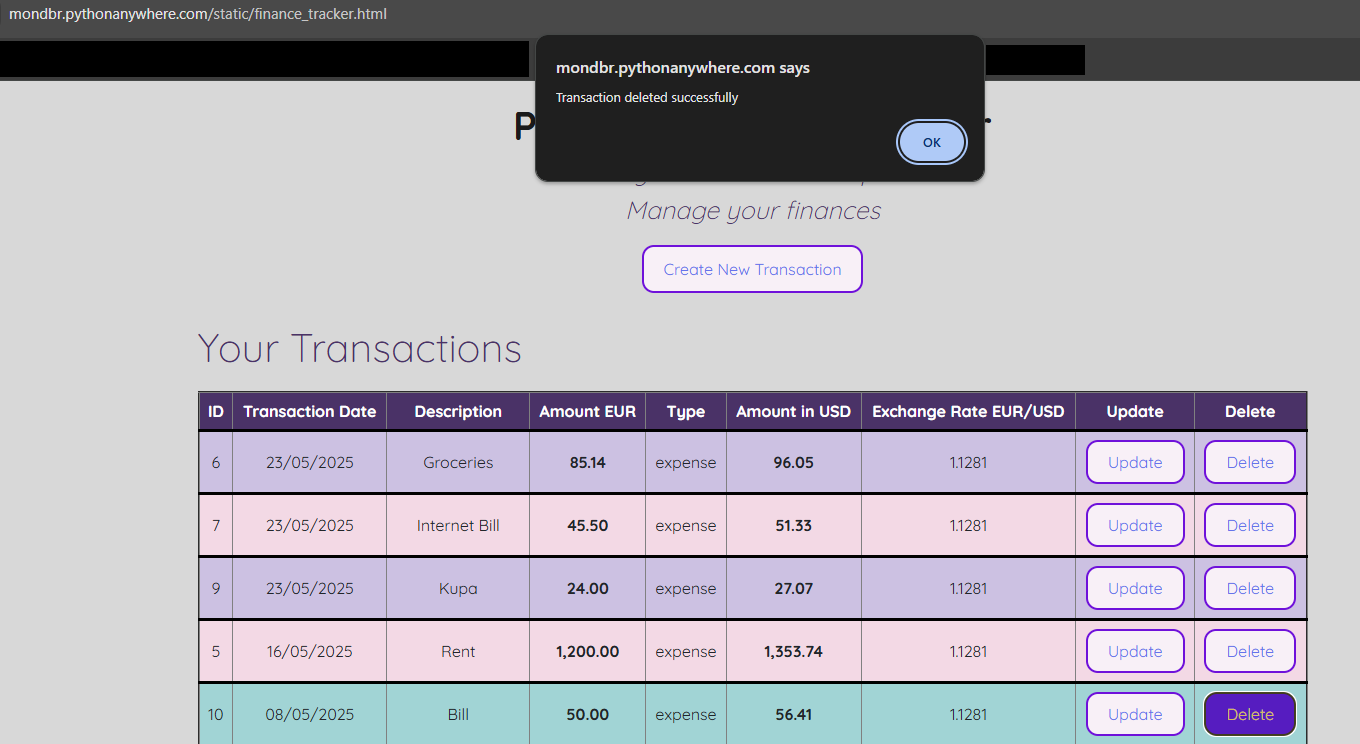 mondbr.pythonanywhere.com/static/finance_tracker.html
mondbr.pythonanywhere.com says
Transaction deleted successfully
OK
Manage your finances
Create New Transaction
Your Transactions
ID Transaction Date Description Amount EUR Type Amount in USD Exchange Rate EUR/USD Update Delete
6 23/05/2025 Groceries 85.14 expense 96.05 1.1281 Update Delete
7 23/05/2025 Internet Bill 45.50 expense 51.33 1.1281 Update Delete
9 23/05/2025 Kupa 24.00 expense 27.07 1.1281 Update Delete
5 16/05/2025 Rent 1,200.00 expense 1,353.74 1.1281 Update Delete
10 08/05/2025 Bill 50.00 expense 56.41 1.1281 Update Delete